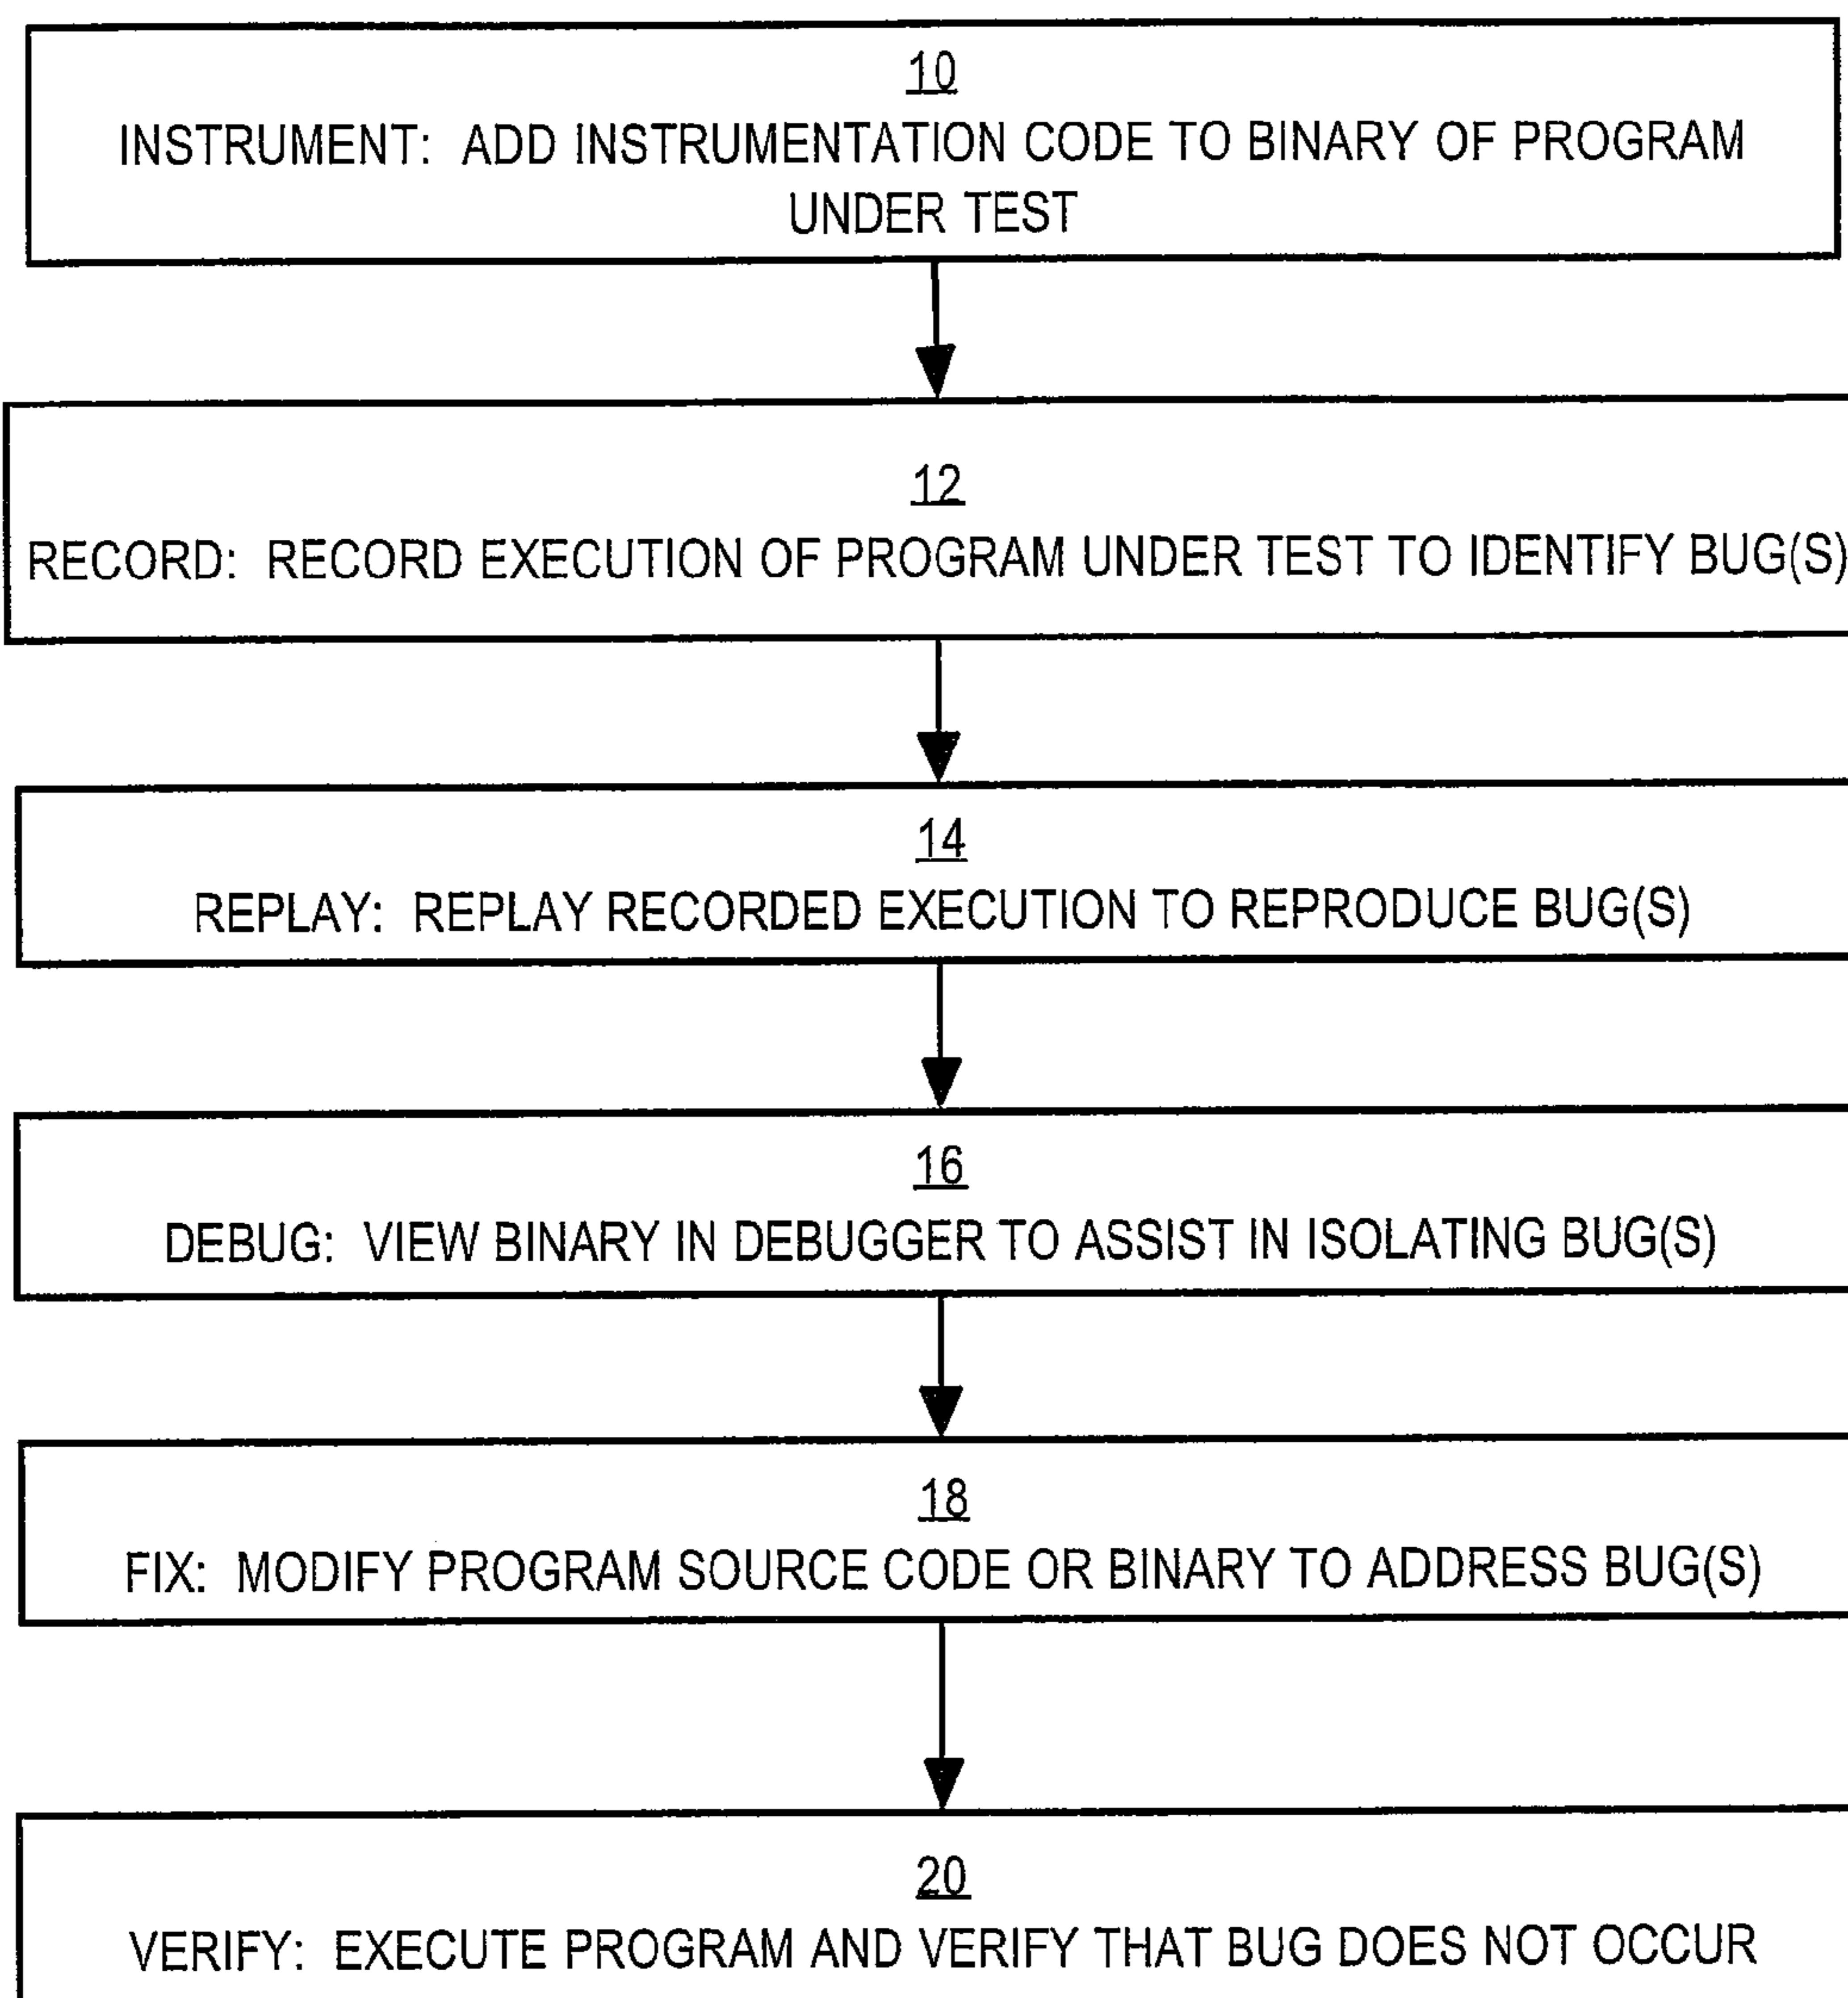 10
INSTRUMENT: ADD INSTRUMENTATION CODE TO BINARY OF PROGRAM
UNDER TEST
12
RECORD: RECORD EXECUTION OF PROGRAM UNDER TEST TO IDENTIFY BUG(S)
14
REPLAY: REPLAY RECORDED EXECUTION TO REPRODUCE BUG(S)
16
DEBUG: VIEW BINARY IN DEBUGGER TO ASSIST IN ISOLATING BUG(S)
18
FIX: MODIFY PROGRAM SOURCE CODE OR BINARY TO ADDRESS BUG(S)
20
VERIFY: EXECUTE PROGRAM AND VERIFY THAT BUG DOES NOT OCCUR